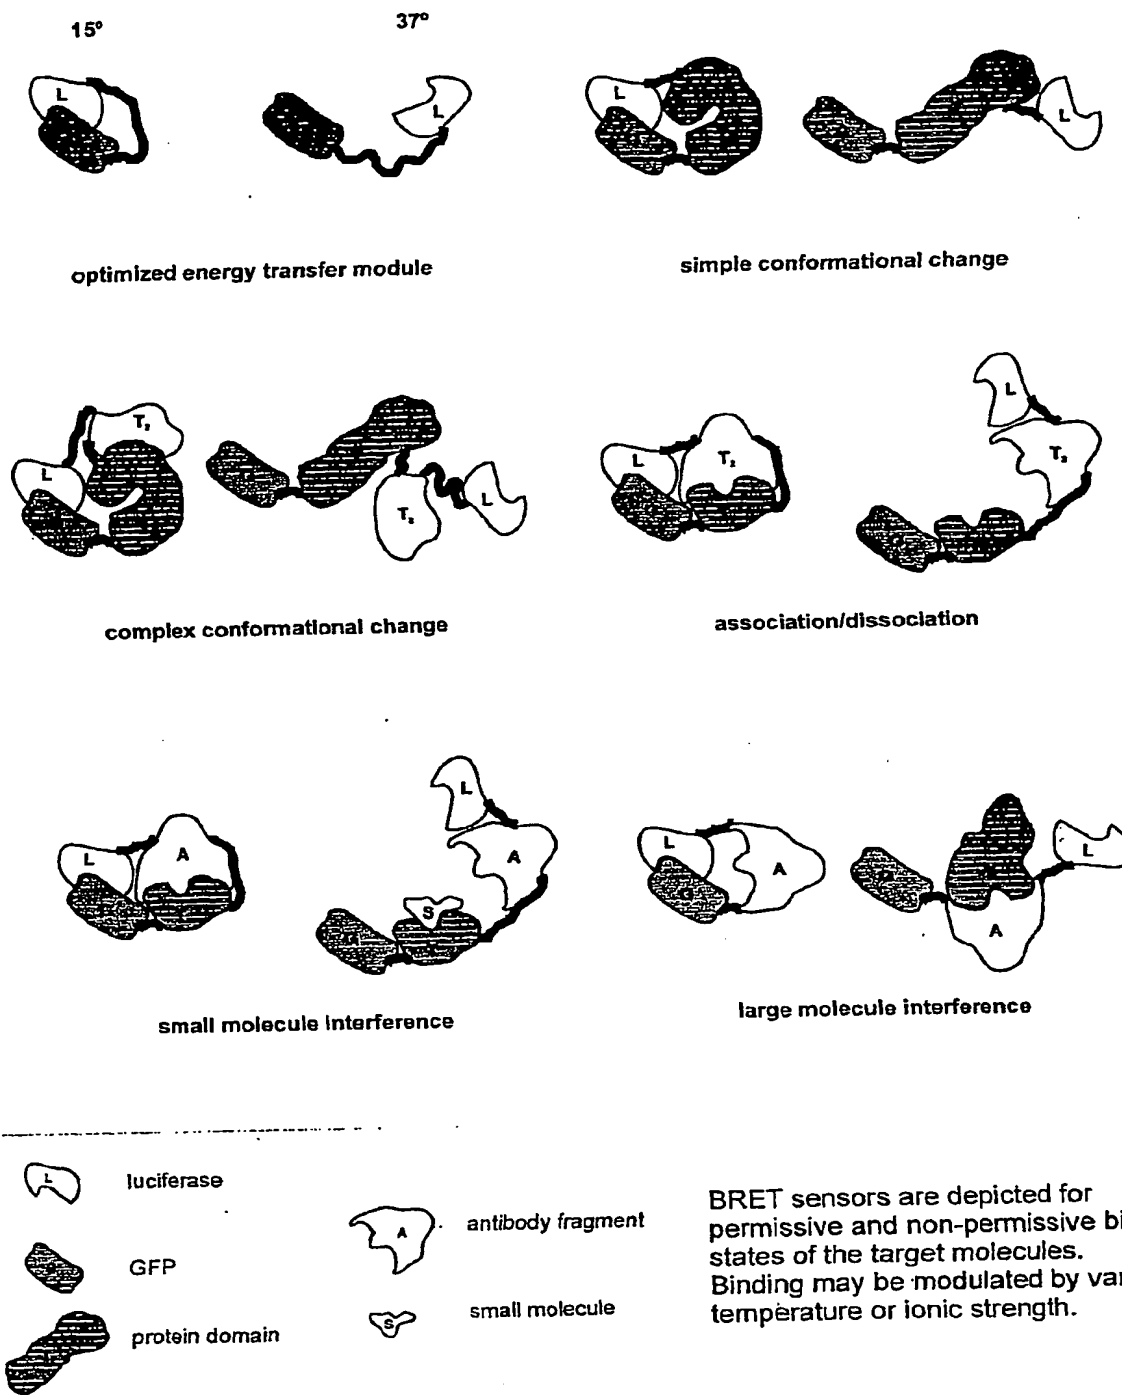 15º
37º
L
L
L
L
optimized energy transfer module
simple conformational change
T₂
L
T₂
L
L
T₂
L
T₂
complex conformational change
association/dissociation
L
A
L
A
S
L
G
A
L
A
small molecule interference
large molecule interference
L luciferase
GFP
protein domain
A antibody fragment
S small molecule
BRET sensors are depicted for
permissive and non-permissive bi
states of the target molecules.
Binding may be modulated by var
temperature or ionic strength.